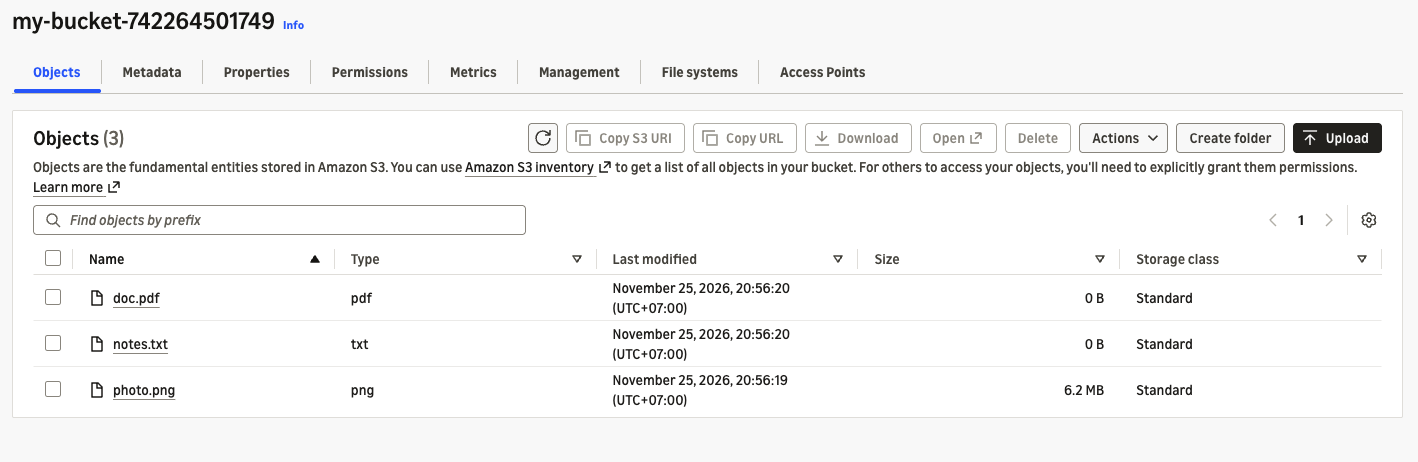 my-bucket-742264501749 Info
Objects Metadata Properties Permissions Metrics Management File systems Access Points
Objects (3) Copy S3 URI Copy URL Download Open Delete Actions Create folder Upload
Objects are the fundamental entities stored in Amazon S3. You can use Amazon S3 inventory to get a list of all objects in your bucket. For others to access your objects, you'll need to explicitly grant them permissions.
Learn more
Find objects by prefix 1
Name Type Last modified Size Storage class
doc.pdf pdf November 25, 2026, 20:56:20 0 B Standard
(UTC+07:00)
notes.txt txt November 25, 2026, 20:56:20 0 B Standard
(UTC+07:00)
photo.png png November 25, 2026, 20:56:19 6.2 MB Standard
(UTC+07:00)